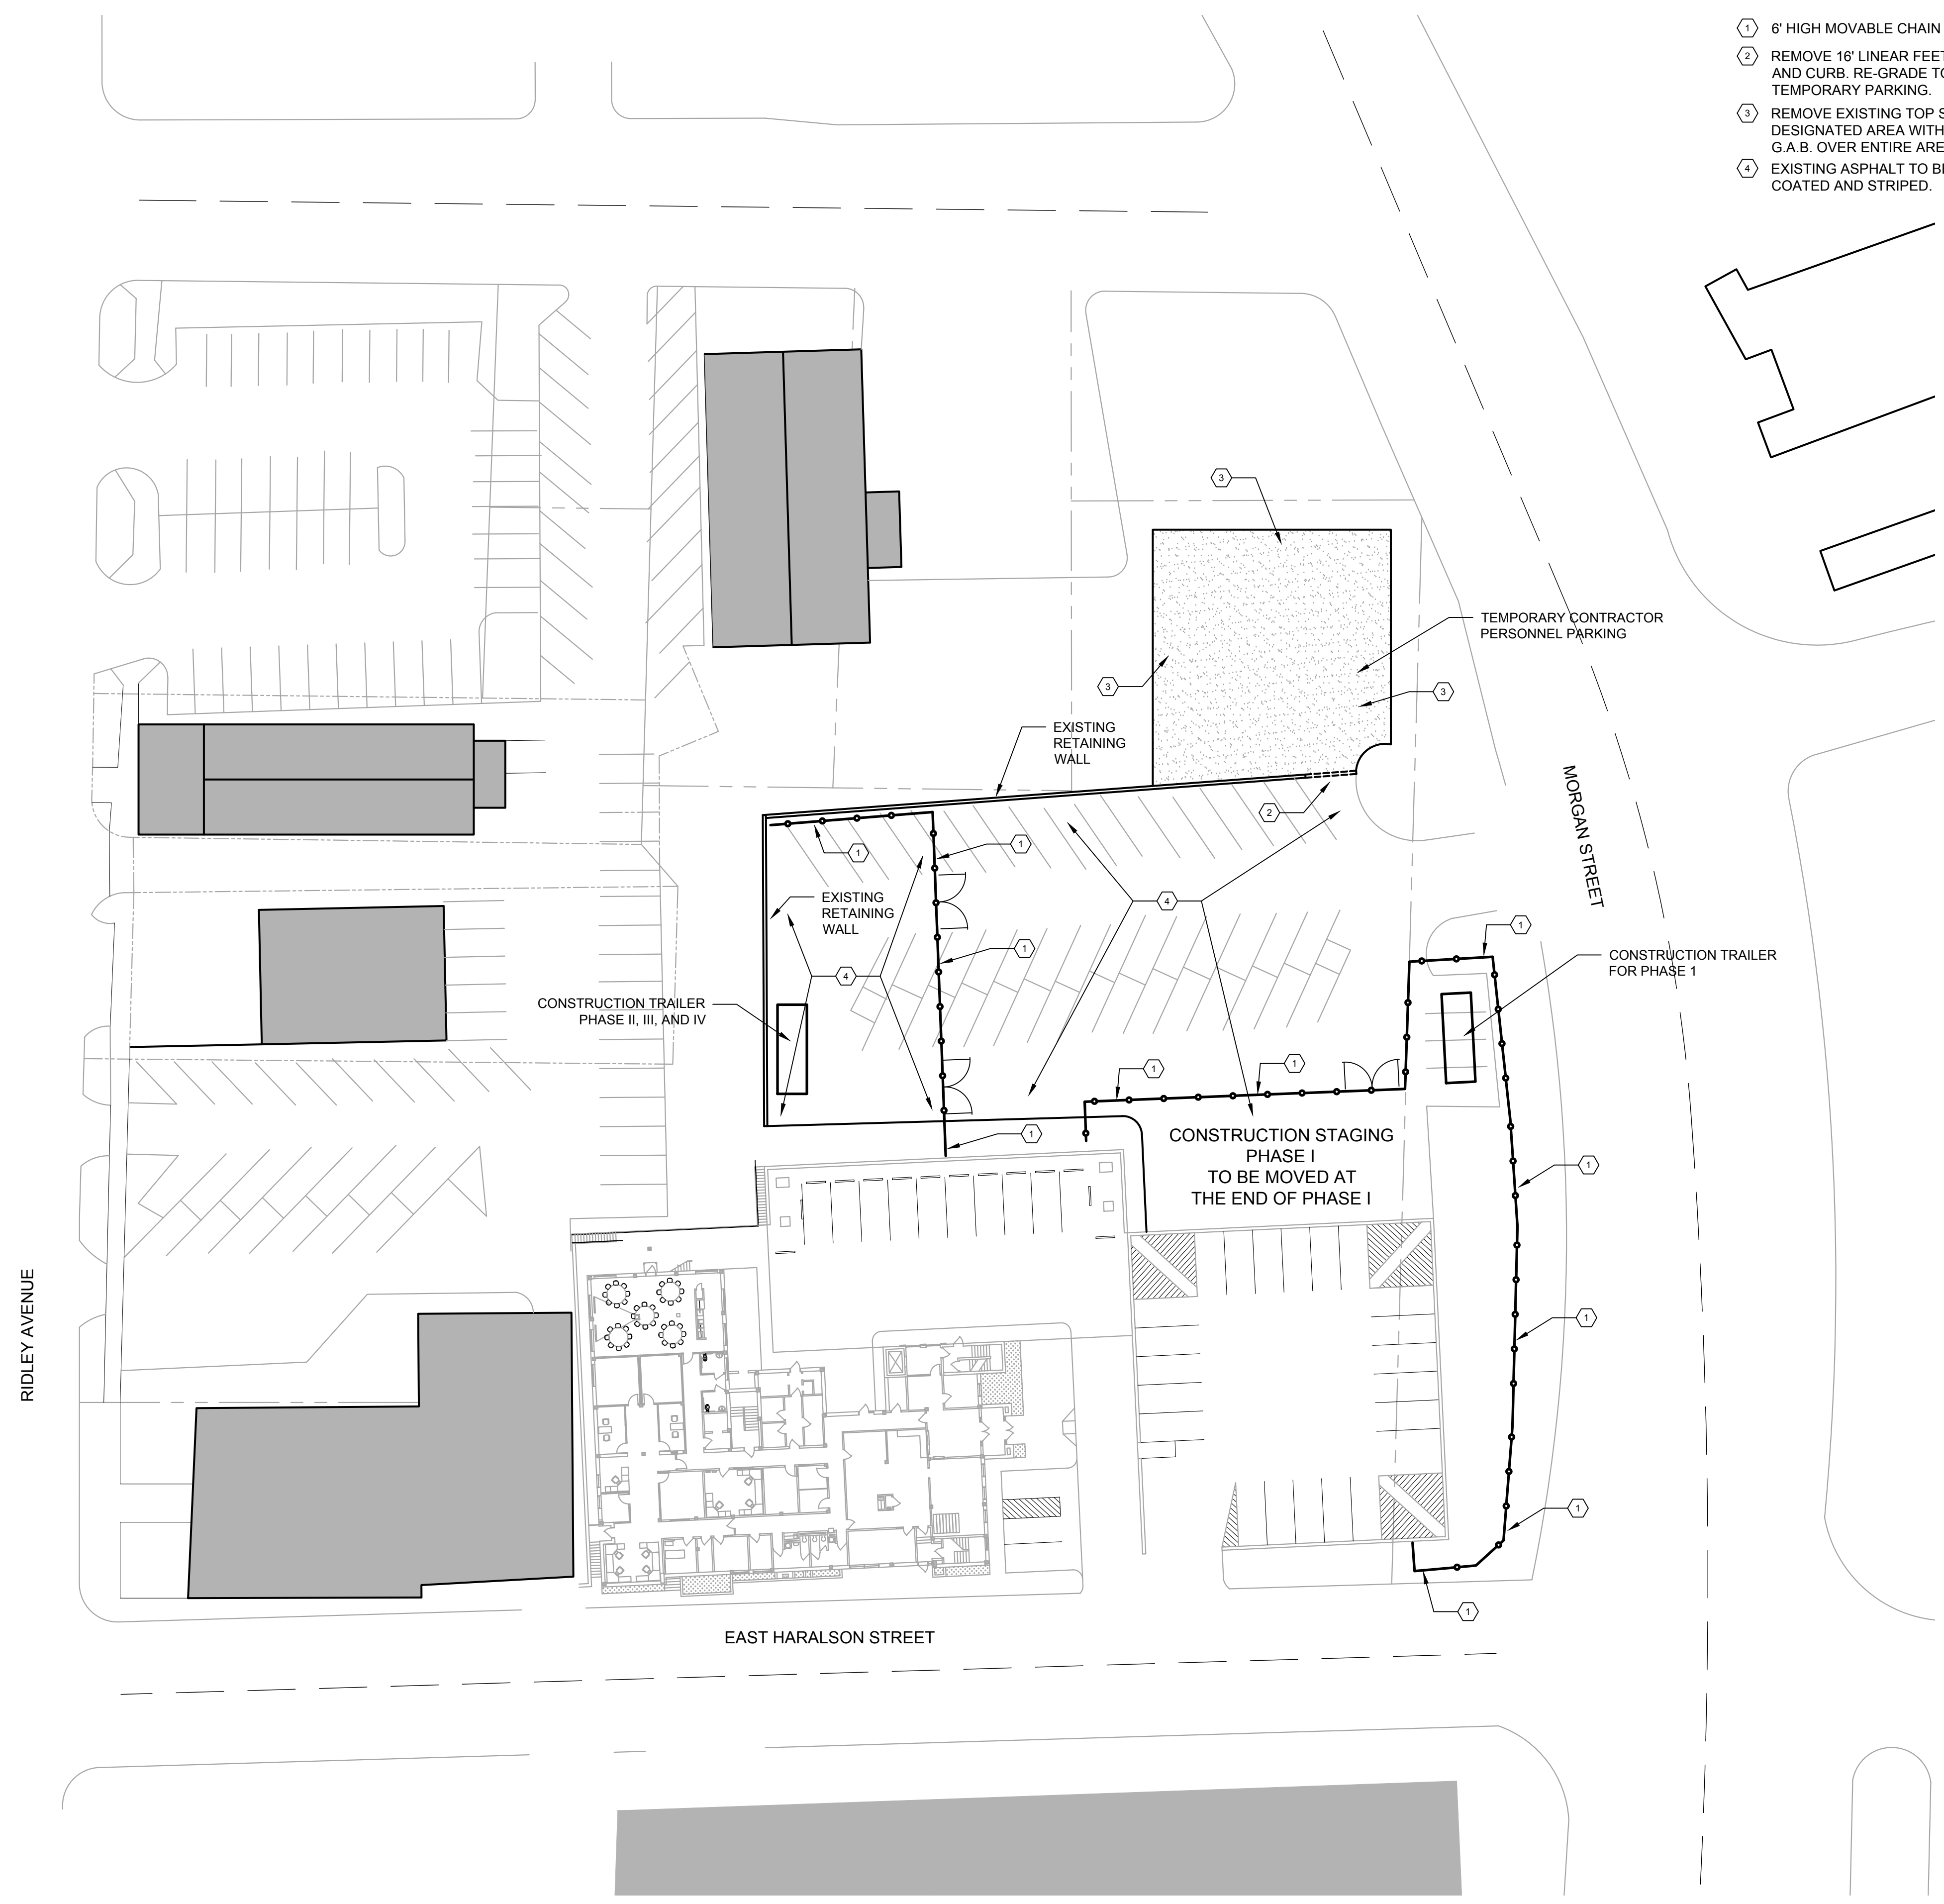 1 6' HIGH MOVABLE CHAIN
2 REMOVE 16' LINEAR FEET
AND CURB. RE-GRADE TO
TEMPORARY PARKING.
3 REMOVE EXISTING TOP S
DESIGNATED AREA WITH
G.A.B. OVER ENTIRE ARE
4 EXISTING ASPHALT TO BE
COATED AND STRIPED.
3
TEMPORARY CONTRACTOR
PERSONNEL PARKING
3
3
EXISTING
RETAINING
WALL
2
MORGAN STREET
1
1
EXISTING
RETAINING
WALL
4
1
1
4
CONSTRUCTION TRAILER
FOR PHASE 1
CONSTRUCTION TRAILER
PHASE II, III, AND IV
1
1
1
CONSTRUCTION STAGING
PHASE I
TO BE MOVED AT
THE END OF PHASE I
1
1
RIDLEY AVENUE
1
1
EAST HARALSON STREET